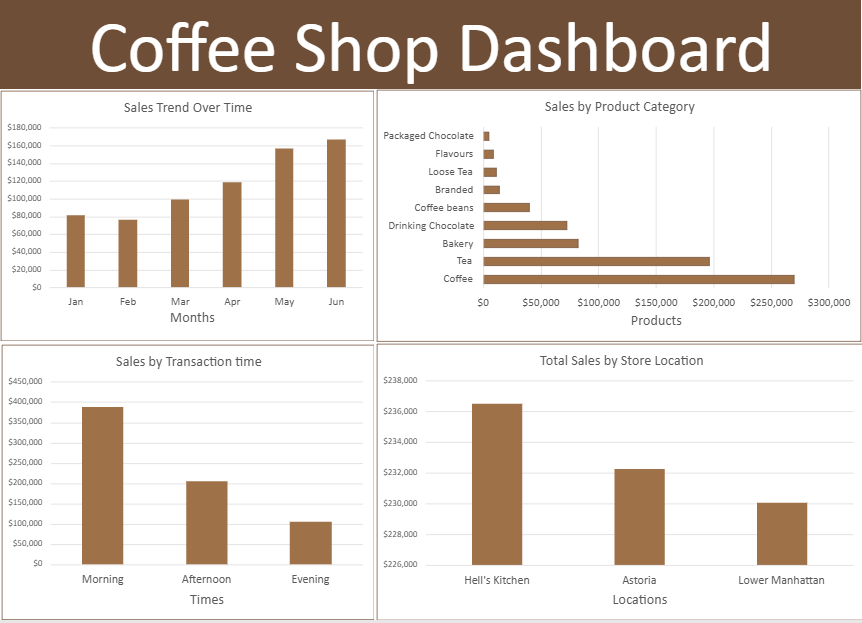 Coffee Shop Dashboard
Sales Trend Over Time
$180,000
$160,000
$140,000
$120,000
$100,000
$80,000
$60,000
$40,000
$20,000
$0
Jan Feb Mar Apr May Jun
Months
Sales by Product Category
Packaged Chocolate
Flavours
Loose Tea
Branded
Coffee beans
Drinking Chocolate
Bakery
Tea
Coffee
$0 $50,000 $100,000 $150,000 $200,000 $250,000 $300,000
Products
Sales by Transaction time
$450,000
$400,000
$350,000
$300,000
$250,000
$200,000
$150,000
$100,000
$50,000
$0
Morning Afternoon Evening
Times
Total Sales by Store Location
$238,000
$236,000
$234,000
$232,000
$230,000
$228,000
$226,000
Hell's Kitchen Astoria Lower Manhattan
Locations